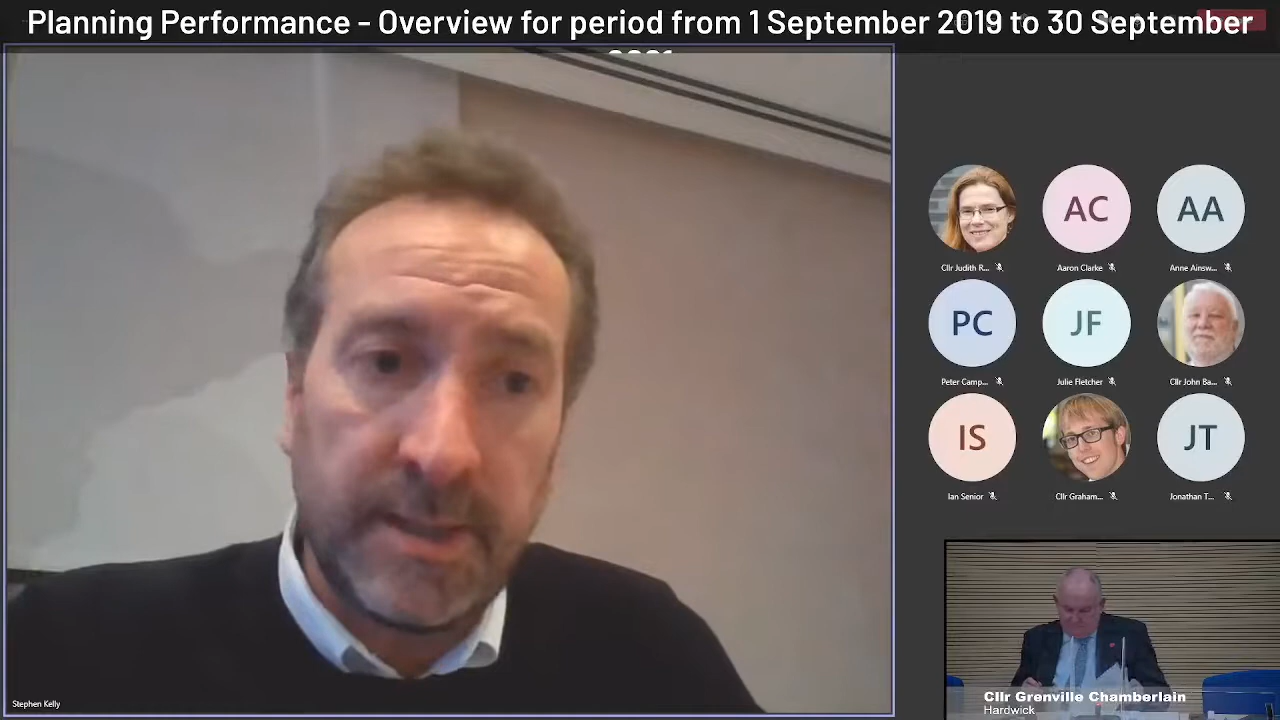 Planning Performance - Overview for period from 1 September 2019 to 30 September
2021
AC
AA
Cllr Judith R...
Aaron Clarke
Anne Ainsw...
PC
JF
Peter Camp...
Julie Fletcher
Cllr John Ba...
IS
JT
Ian Senior
Cllr Graham...
Jonathan T...
Stephen Kelly
Cllr Grenville Chamberlain
Hardwick